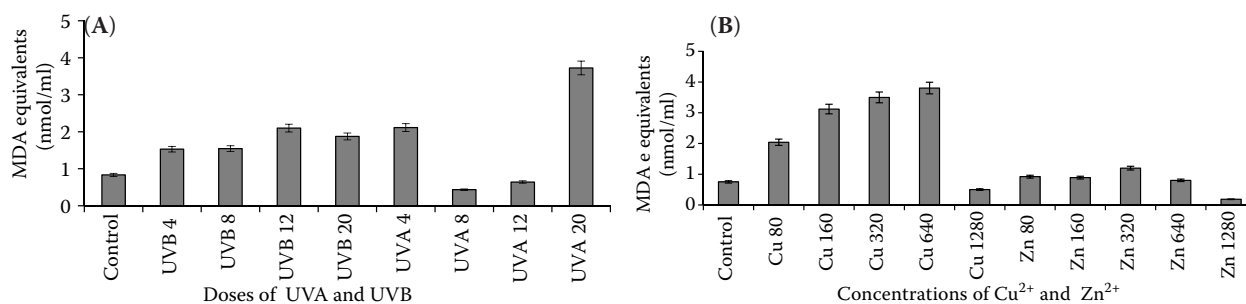 (A)
MDA equivalents
(nmol/ml)
5
4
3
2
1
0
Control
UVB 4
UVB 8
UVB 12
UVB 20
UVA 4
UVA 8
UVA 12
UVA 20
Doses of UVA and UVB
(B)
MDA e equivalents
(nmol/ml)
5
4
3
2
1
0
Control
Cu 80
Cu 160
Cu 320
Cu 640
Cu 1280
Zn 80
Zn 160
Zn 320
Zn 640
Zn 1280
Concentrations of Cu²⁺ and Zn²⁺